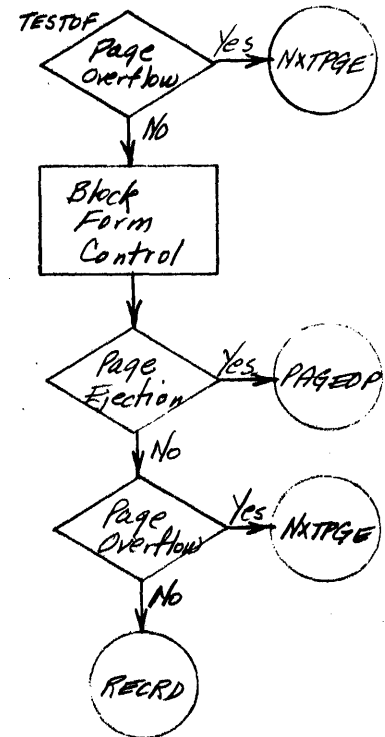 TESTOF
Page
Overflow
Yes
NXTPGE
No
Block
Form
Control
Page
Ejection
Yes
PAGEOP
No
Page
Overflow
Yes
NXTPGE
No
RECRD